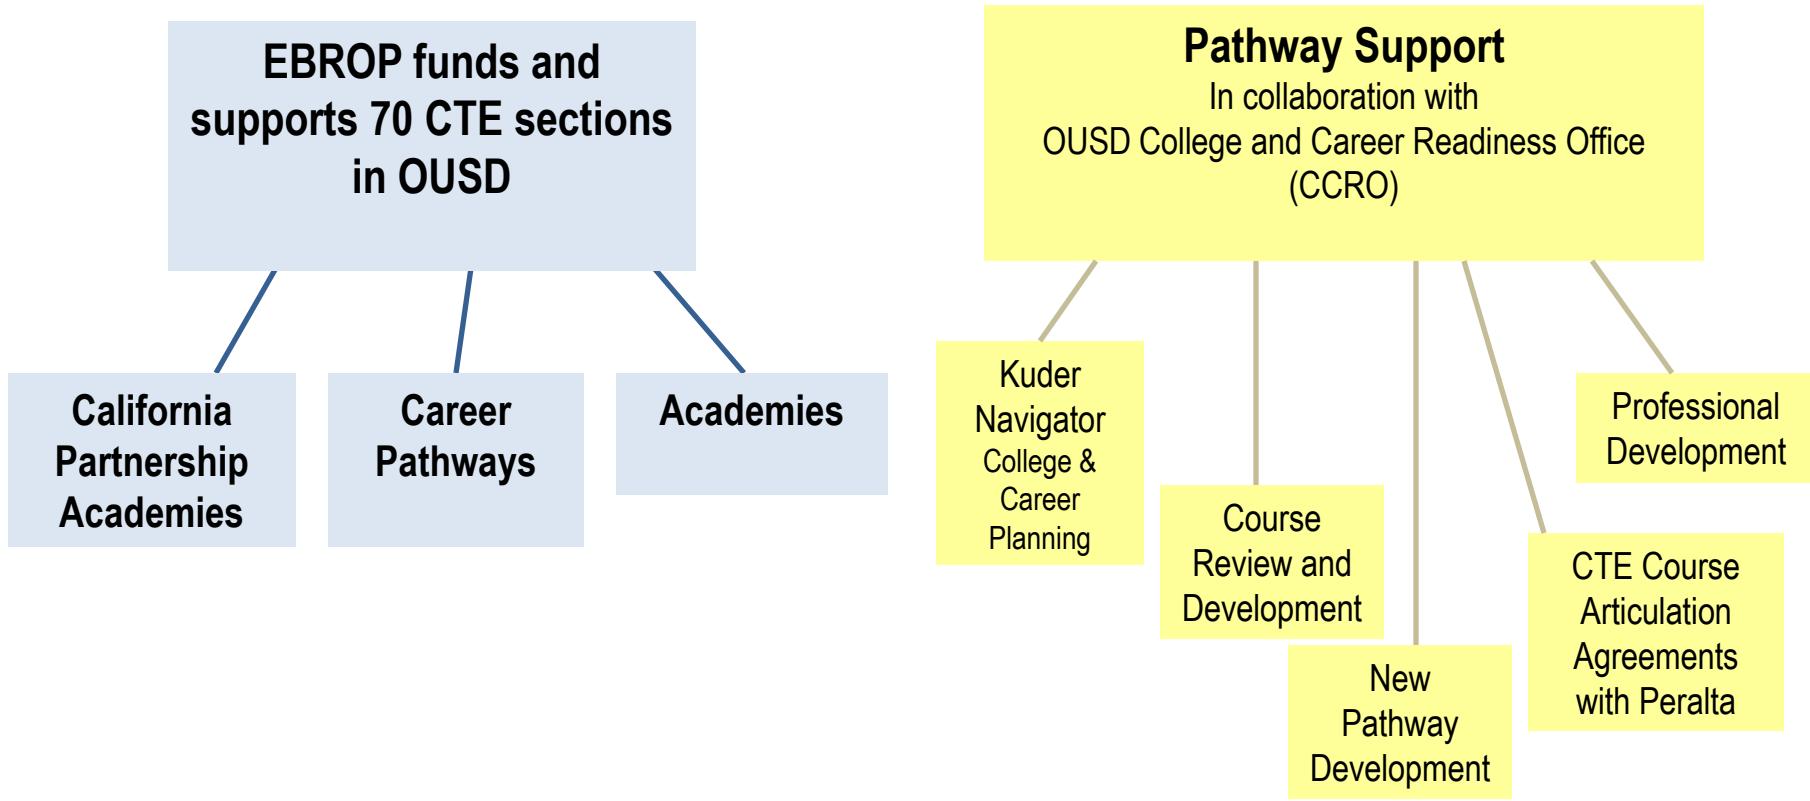 EBROP funds and
supports 70 CTE sections
in OUSD
California
Partnership
Academies
Career
Pathways
Academies
Pathway Support
In collaboration with
OUSD College and Career Readiness Office
(CCRO)
Kuder
Navigator
College &
Career
Planning
Course
Review and
Development
New
Pathway
Development
CTE Course
Articulation
Agreements
with Peralta
Professional
Development